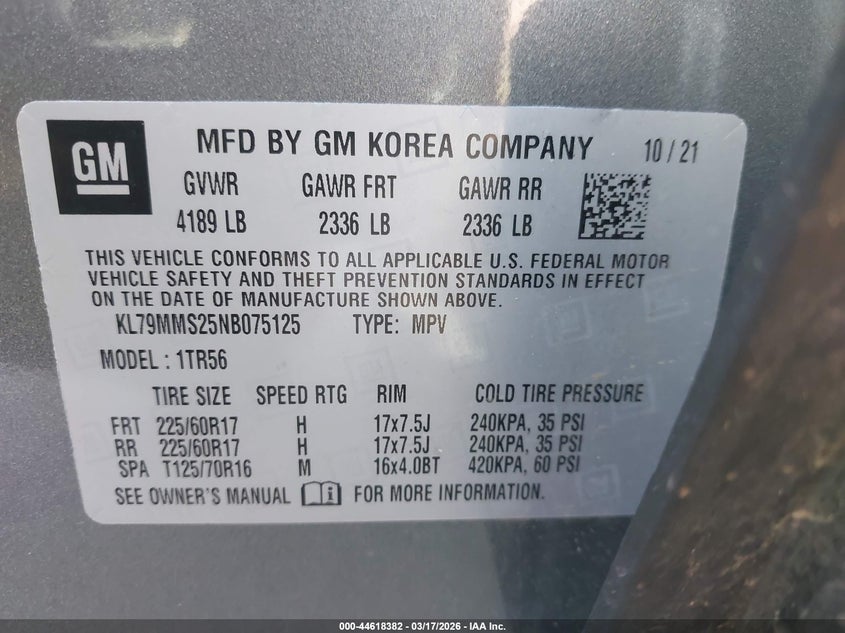 GM
MFD BY GM KOREA COMPANY 10 / 21
GVWR GAWR FRT GAWR RR
4189 LB 2336 LB 2336 LB
THIS VEHICLE CONFORMS TO ALL APPLICABLE U.S. FEDERAL MOTOR
VEHICLE SAFETY AND THEFT PREVENTION STANDARDS IN EFFECT
ON THE DATE OF MANUFACTURE SHOWN ABOVE.
KL79MMS25NB075125 TYPE: MPV
MODEL : 1TR56
TIRE SIZE SPEED RTG RIM COLD TIRE PRESSURE
FRT 225/60R17 H 17x7.5J 240KPA, 35 PSI
RR 225/60R17 H 17x7.5J 240KPA, 35 PSI
SPA T125/70R16 M 16x4.0BT 420KPA, 60 PSI
SEE OWNER'S MANUAL i FOR MORE INFORMATION.
000-44618382 - 03/17/2026 - IAA Inc.